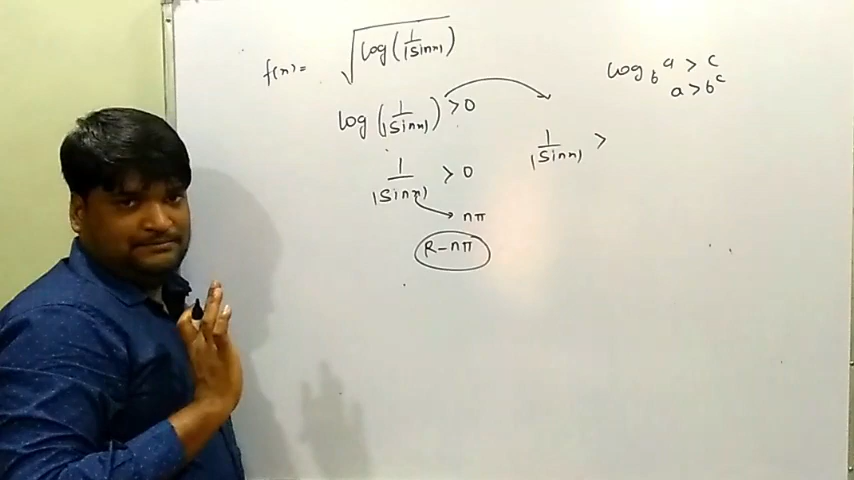 f(x) = √log(1/|sinx|)
log(1/|sinx|) > 0
1/|sinx| > 0
nπ
R-nπ
1/|sinx| >
log_b a > c
a > b^c